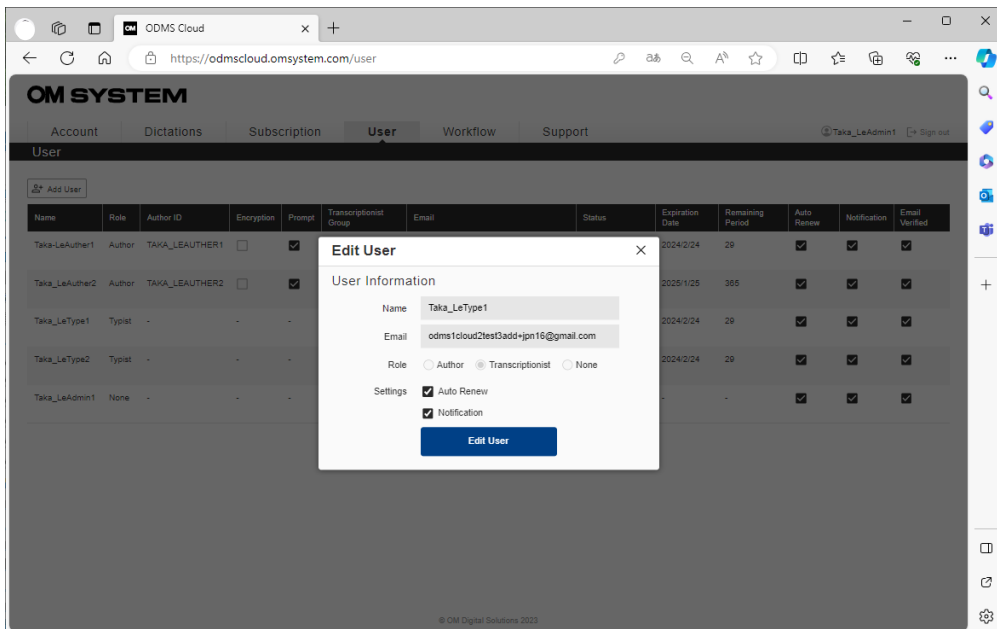 OM ODMS Cloud
https://odmscloud.omsystem.com/user
OM SYSTEM
Account Dictations Subscription User Workflow Support Taka_LeAdmin1 Sign out
User
Add User
Name Role Author ID Encryption Prompt Transcriptionist Group Email Status Expiration Date Remaining Period Auto Renew Notification Email Verified
Taka-LeAuther1 Author TAKA_LEAUTHER1 2024/2/24 29
Taka_LeAuther2 Author TAKA_LEAUTHER2 2025/1/25 365
Taka_LeType1 Typist - - - 2024/2/24 29
Taka_LeType2 Typist - - - 2024/2/24 29
Taka_LeAdmin1 None - - - - -
Edit User
User Information
Name Taka_LeType1
Email odms1cloud2test3add+jpn16@gmail.com
Role Author Transcriptionist None
Settings Auto Renew
Notification
Edit User
© OM Digital Solutions 2023